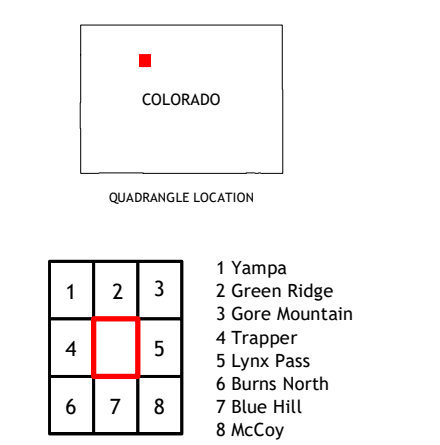 COLORADO
QUADRANGLE LOCATION
1 2 3
4 5
6 7 8
1 Yampa
2 Green Ridge
3 Gore Mountain
4 Trapper
5 Lynx Pass
6 Burns North
7 Blue Hill
8 McCoy